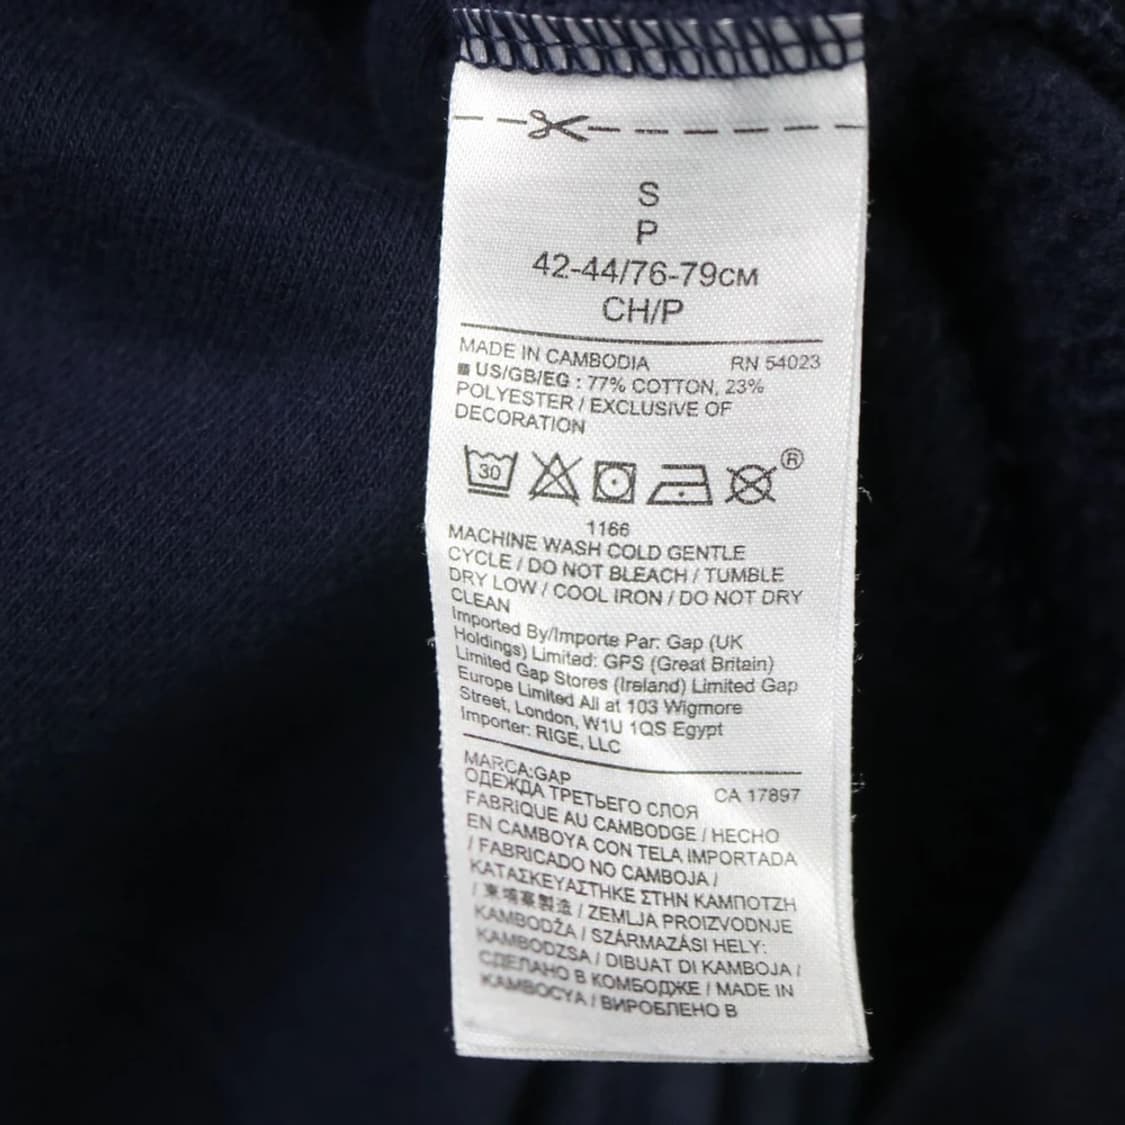 S
P
42-44/76-79см
CH/P
MADE IN CAMBODIA RN 54023
US/GB/EG : 77% COTTON, 23%
POLYESTER / EXCLUSIVE OF
DECORATION
30
®
1166
MACHINE WASH COLD GENTLE
CYCLE / DO NOT BLEACH / TUMBLE
DRY LOW / COOL IRON / DO NOT DRY
CLEAN
Imported By/Importe Par: Gap (UK
Holdings) Limited: GPS (Great Britain)
Limited Gap Stores (Ireland) Limited Gap
Europe Limited All at 103 Wigmore
Street, London, W1U 1QS Egypt
Importer: RIGE, LLC
MARCA:GAP
ОДЕЖДА ТРЕТЬЕГО СЛОЯ CA 17897
FABRIQUE AU CAMBODGE / HECHO
EN CAMBOYA CON TELA IMPORTADA
/ FABRICADO NO CAMBOJA /
ΚΑΤΑΣΚΕΥΑΣΤΗΚΕ ΣΤΗΝ ΚΑΜΠΟΤΖΗ
/ 柬埔寨製造 / ZEMLJA PROIZVODNJE
KAMBODŽA / SZÁRMAZÁSI HELY:
KAMBODZSA / DIBUAT DI KAMBOJA /
СДЕЛАНО В КОМБОДЖЕ / MADE IN
KAMBOCYA / ВИРОБЛЕНО В